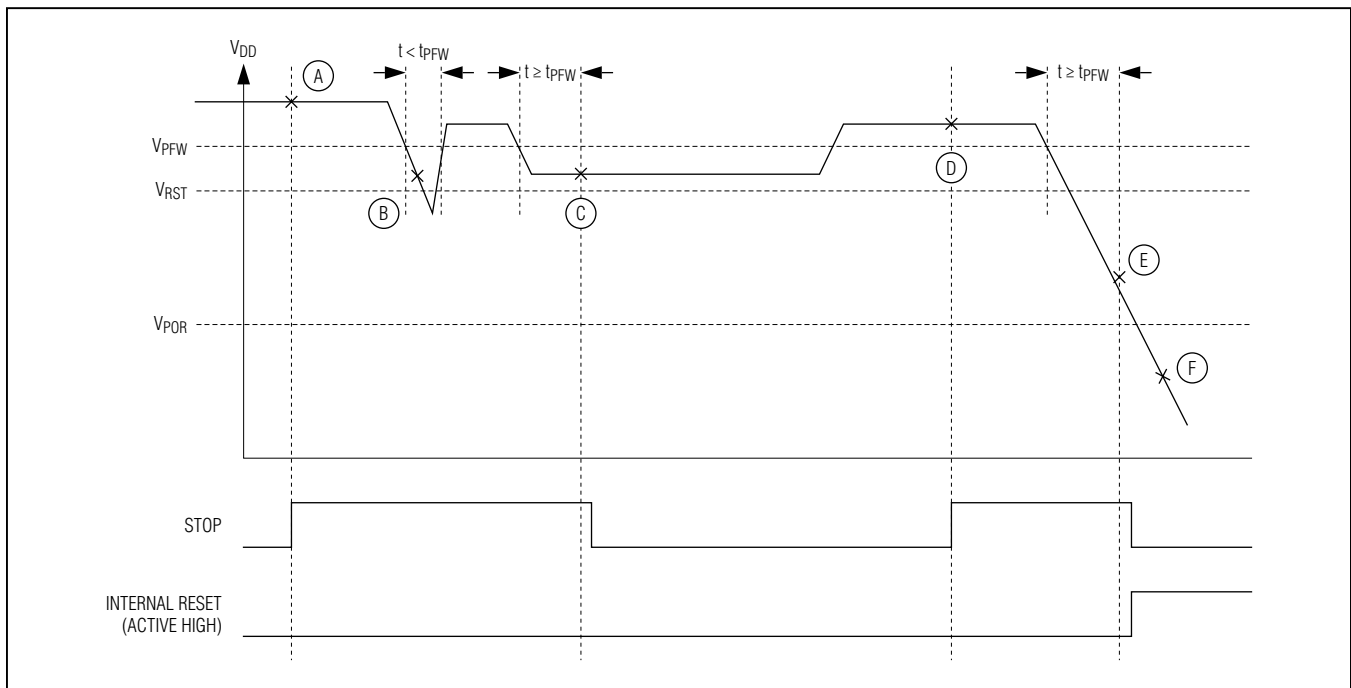 VDD
t < tPFW
t ≥ tPFW
t ≥ tPFW
A
VPFW
D
VRST
B
C
E
VPOR
F
STOP
INTERNAL RESET
(ACTIVE HIGH)